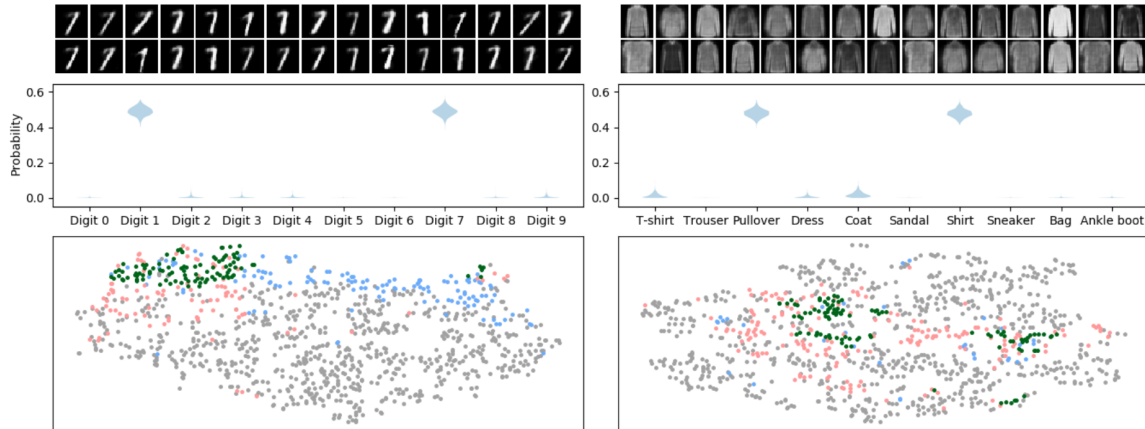 Probability
0.6
0.4
0.2
0.0
Digit 0 Digit 1 Digit 2 Digit 3 Digit 4 Digit 5 Digit 6 Digit 7 Digit 8 Digit 9
0.6
0.4
0.2
0.0
T-shirt Trouser Pullover Dress Coat Sandal Shirt Sneaker Bag Ankle boot